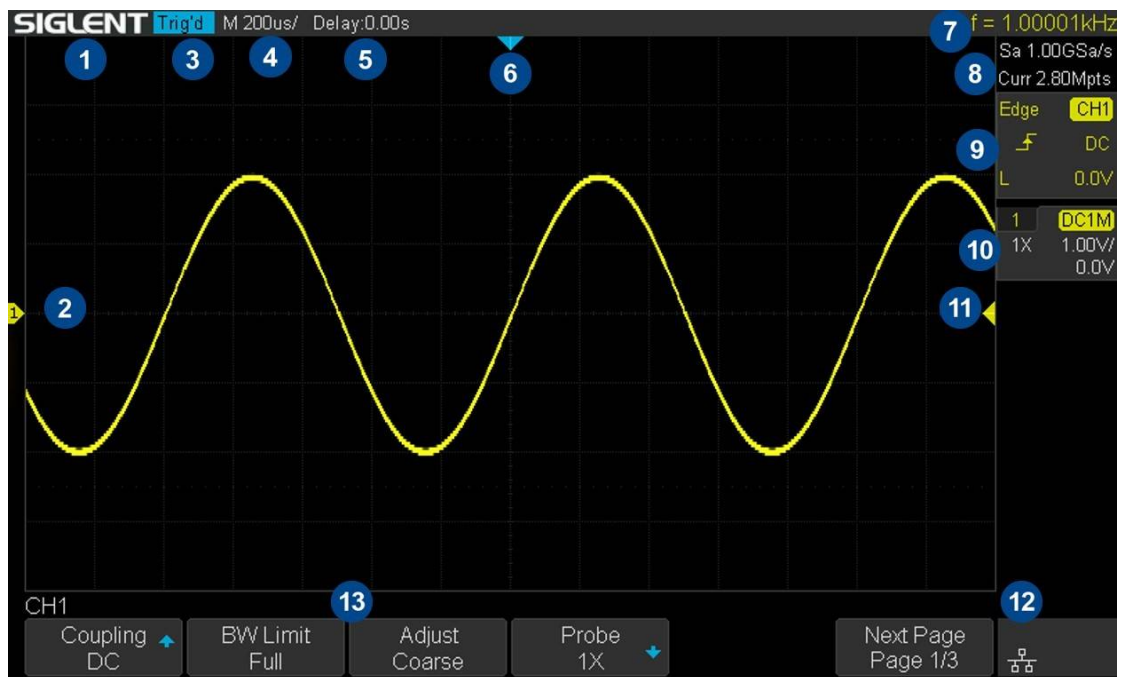 SIGLENT Trig'd M 200us/ Delay:0.00s f = 1.00001kHz
1 3 4 5 6 7
Sa 1.00GSa/s
8 Curr 2.80Mpts
Edge CH1
9 DC
L 0.0V
1 DC1M
10 1X 1.00V/
0.0V
1 2 11
CH1 13 12
Coupling BW Limit Adjust Probe Next Page
DC Full Coarse 1X Page 1/3